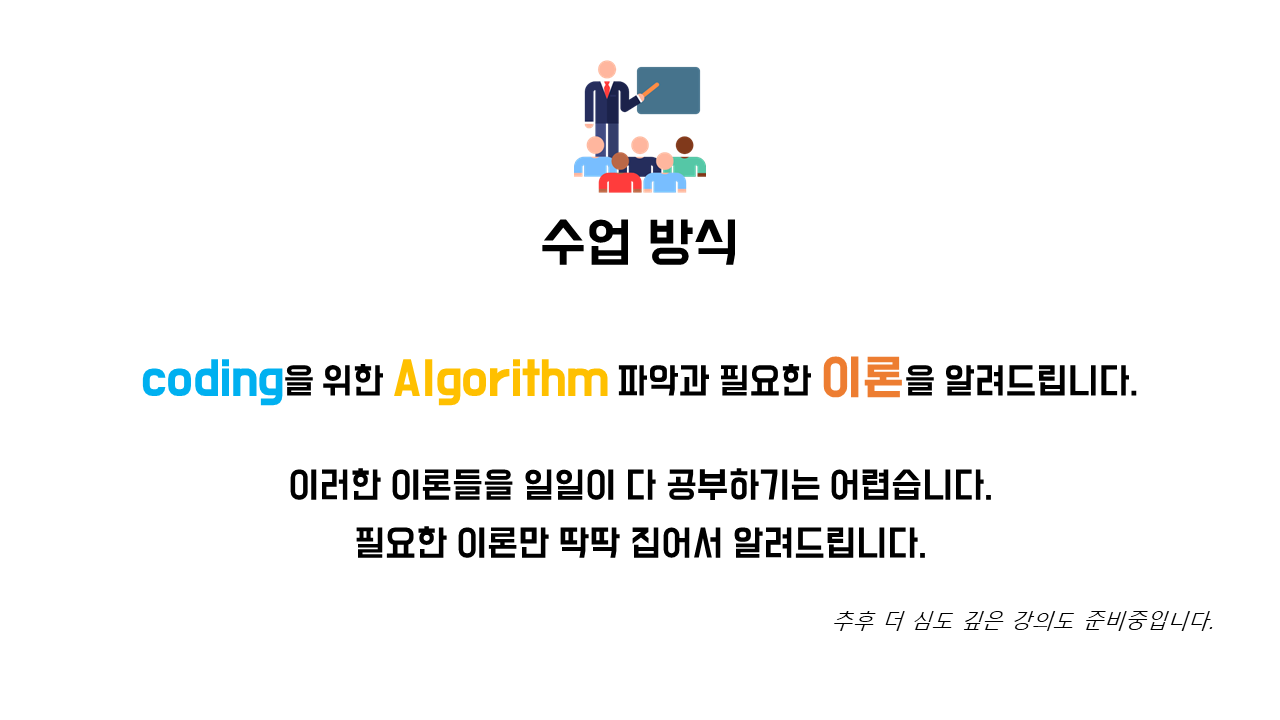 수업 방식
coding을 위한 Algorithm 파악과 필요한 이론을 알려드립니다.
이러한 이론들을 일일이 다 공부하기는 어렵습니다.
필요한 이론만 딱딱 집어서 알려드립니다.
추후 더 심도 깊은 강의도 준비중입니다.